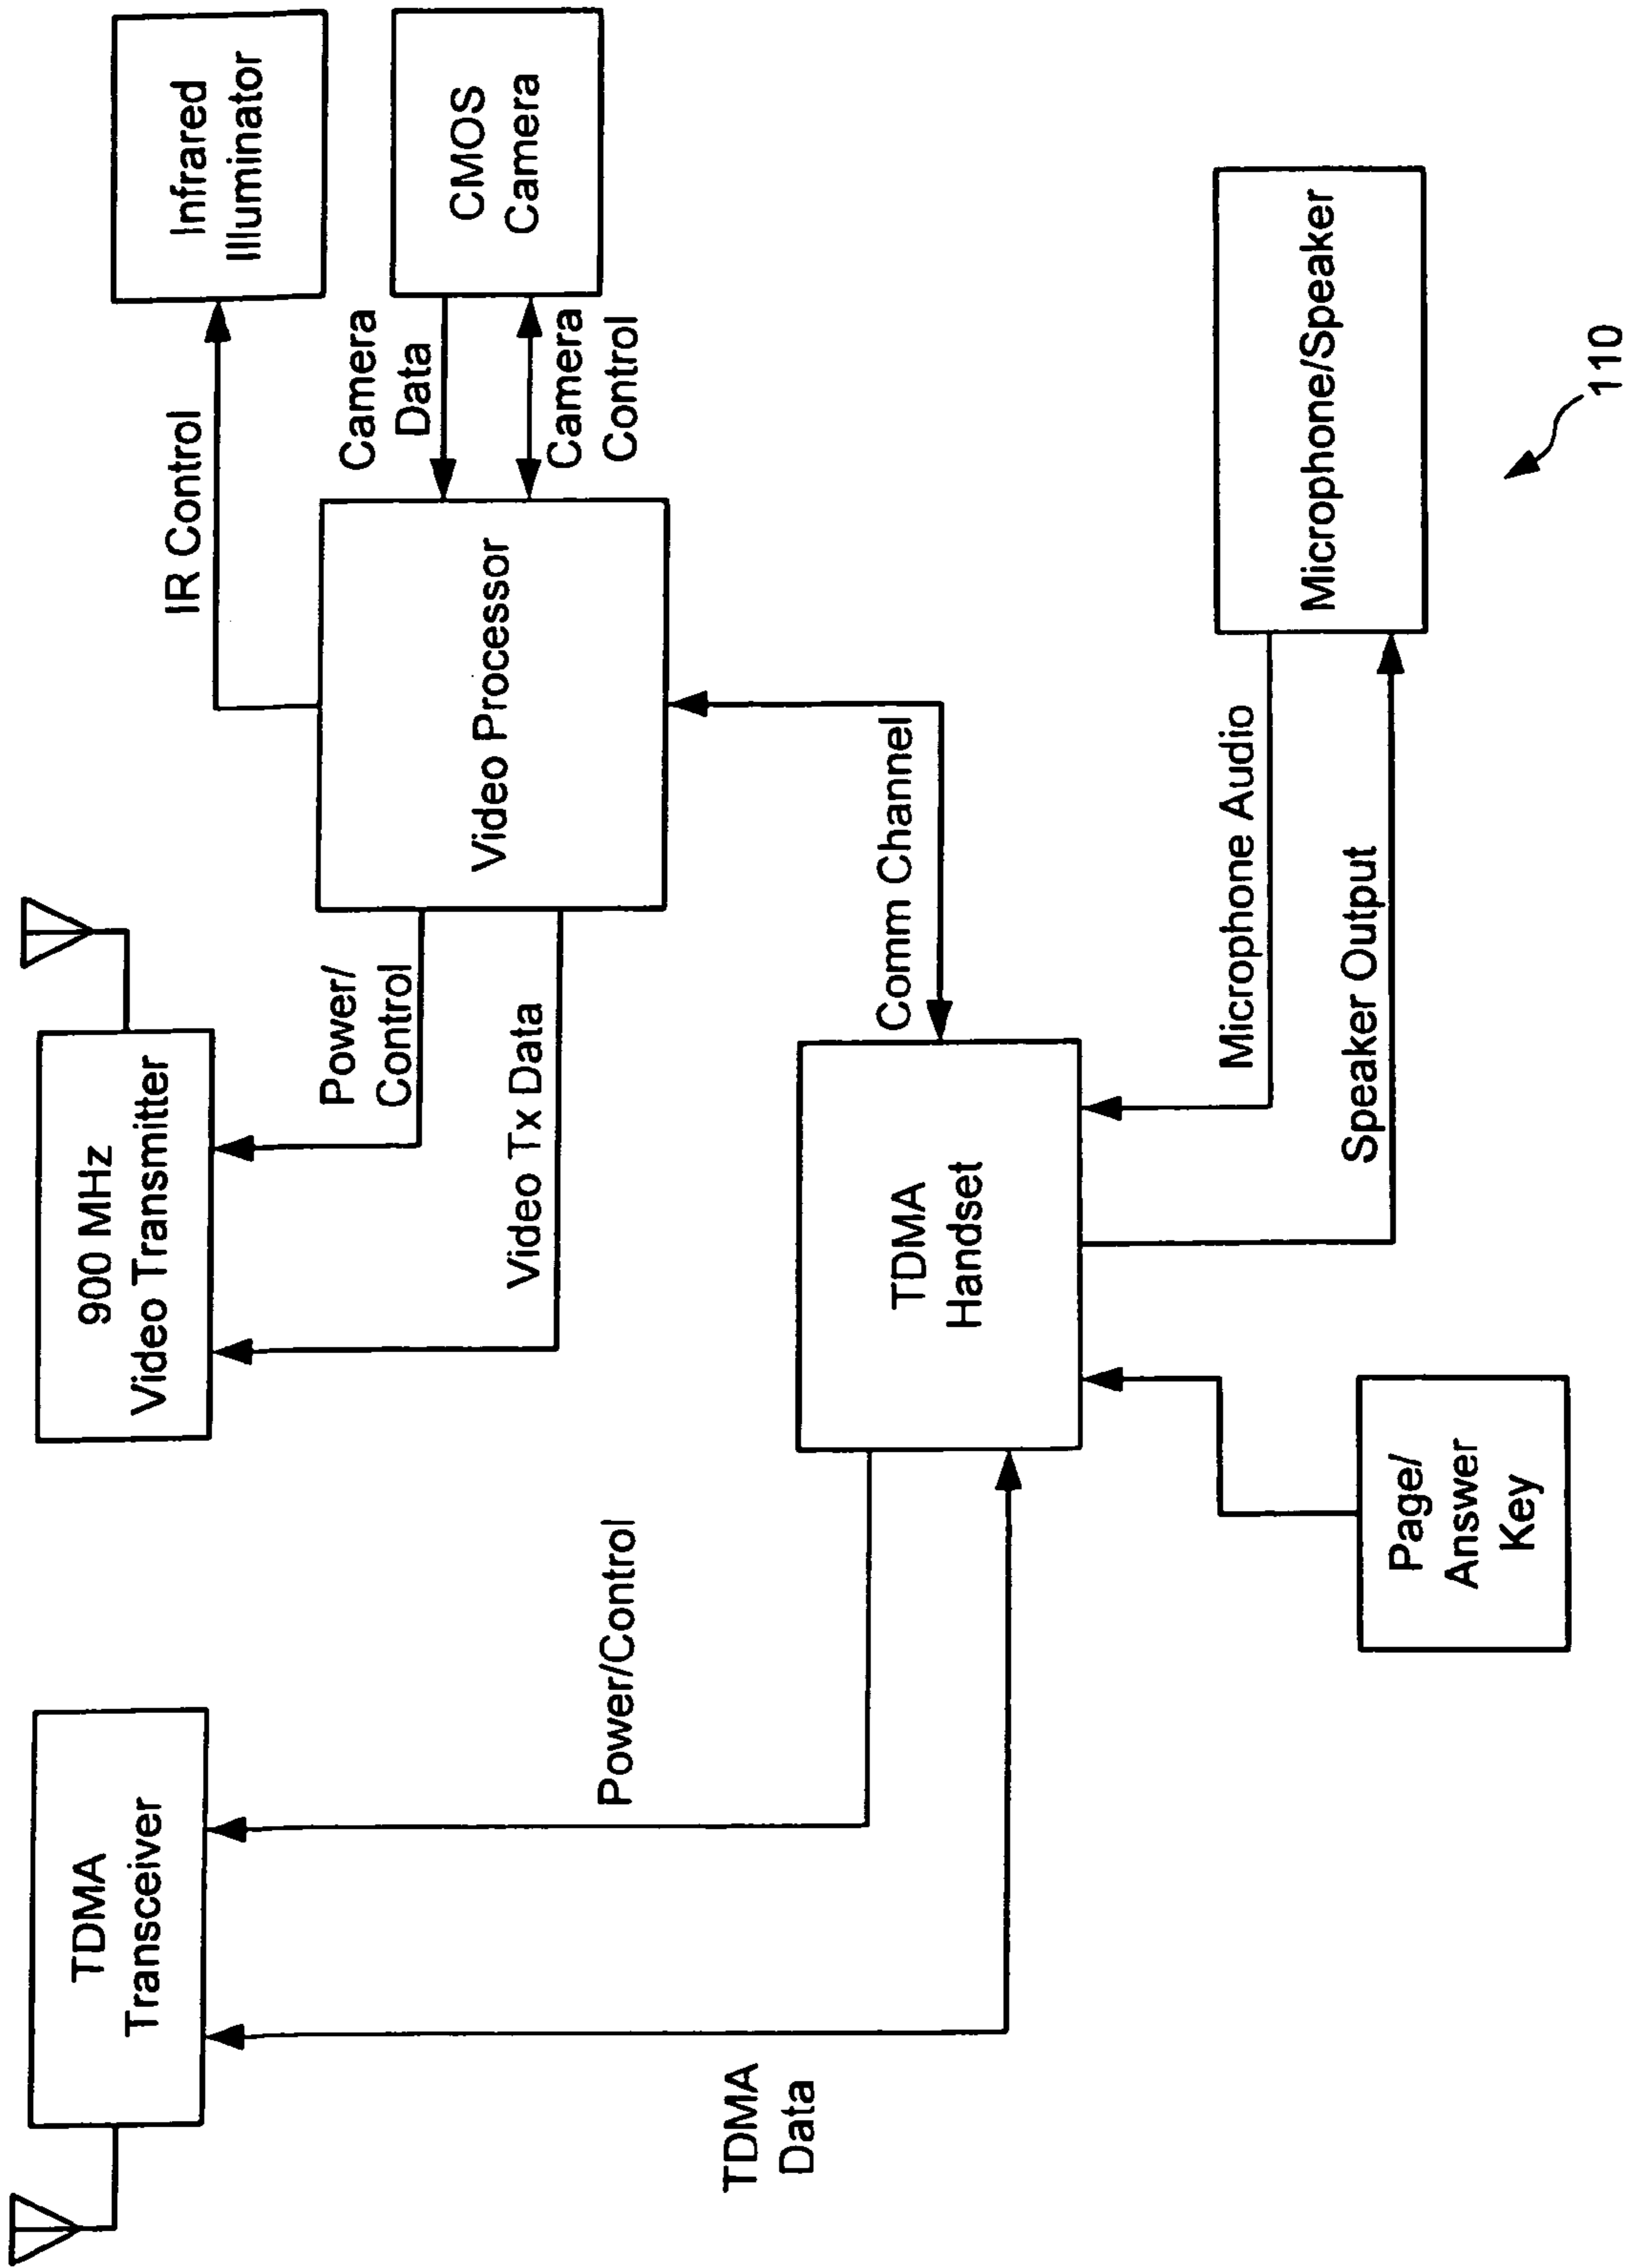 TDMA
Transceiver
900 MHz
Video Transmitter
Infrared
Illuminator
IR Control
Power/
Control
Video Tx Data
Video Processor
Camera
Data
Camera
Control
CMOS
Camera
Power/Control
TDMA
Data
Comm Channel
TDMA
Handset
Microphone Audio
Speaker Output
Microphone/Speaker
Page/
Answer
Key
110